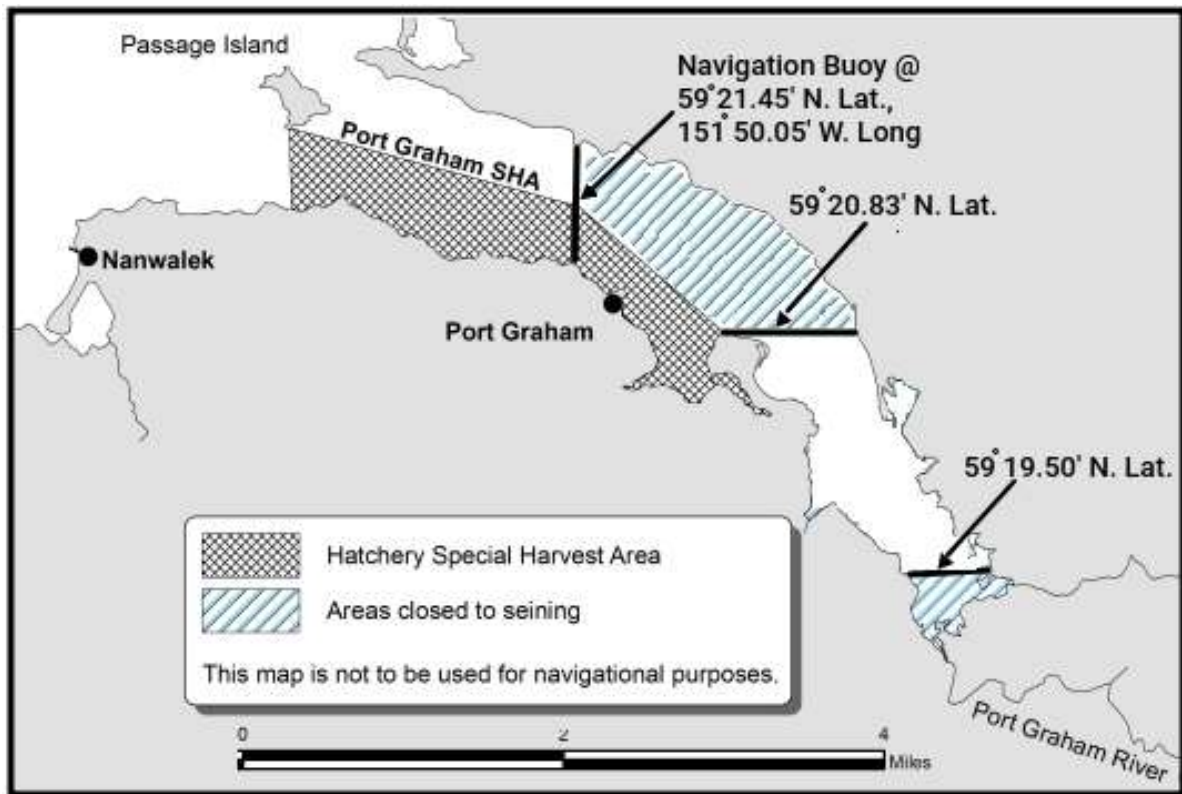 Passage Island
Navigation Buoy @
59°21.45' N. Lat.,
151° 50.05' W. Long
Port Graham SHA
59°20.83' N. Lat.
Nanwalek
Port Graham
59°19.50' N. Lat.
Hatchery Special Harvest Area
Areas closed to seining
This map is not to be used for navigational purposes.
Port Graham River
0 2 4
Miles